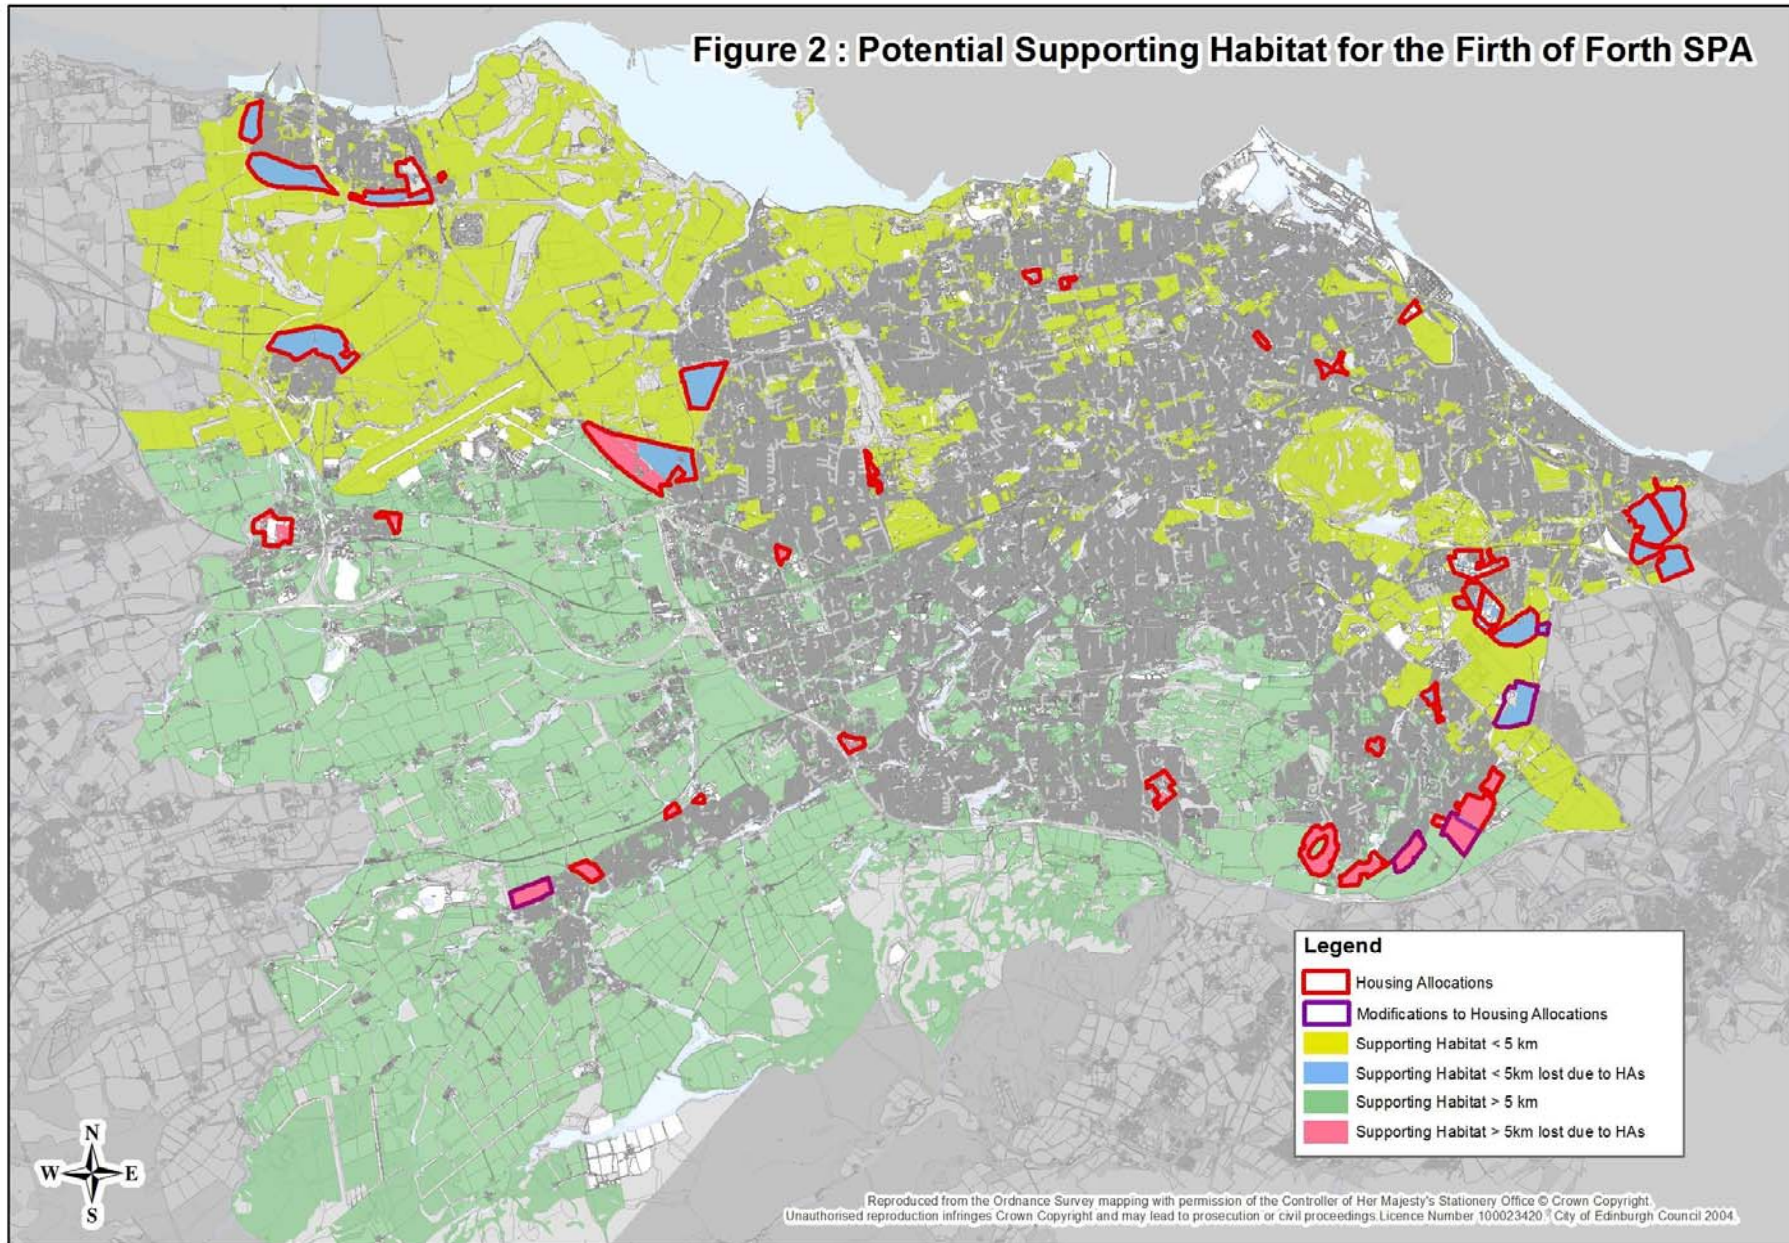 Figure 2 : Potential Supporting Habitat for the Firth of Forth SPA
Legend
Housing Allocations
Modifications to Housing Allocations
Supporting Habitat < 5 km
Supporting Habitat < 5km lost due to HAs
Supporting Habitat > 5 km
Supporting Habitat > 5km lost due to HAs
N
W E
S
Reproduced from the Ordnance Survey mapping with permission of the Controller of Her Majesty's Stationery Office © Crown Copyright.
Unauthorised reproduction infringes Crown Copyright and may lead to prosecution or civil proceedings.Licence Number 100023420. City of Edinburgh Council 2004.